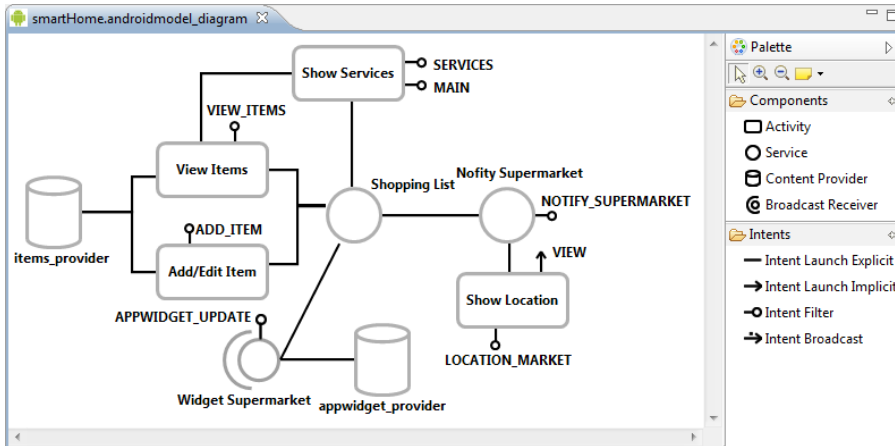 smartHome.androidmodel_diagram
Show Services
SERVICES
MAIN
VIEW_ITEMS
View Items
Shopping List
Nofity Supermarket
NOTIFY_SUPERMARKET
ADD_ITEM
items_provider
Add/Edit Item
VIEW
Show Location
APPWIDGET_UPDATE
LOCATION_MARKET
Widget Supermarket
appwidget_provider
Palette
Components
Activity
Service
Content Provider
Broadcast Receiver
Intents
Intent Launch Explicit
Intent Launch Implicit
Intent Filter
Intent Broadcast